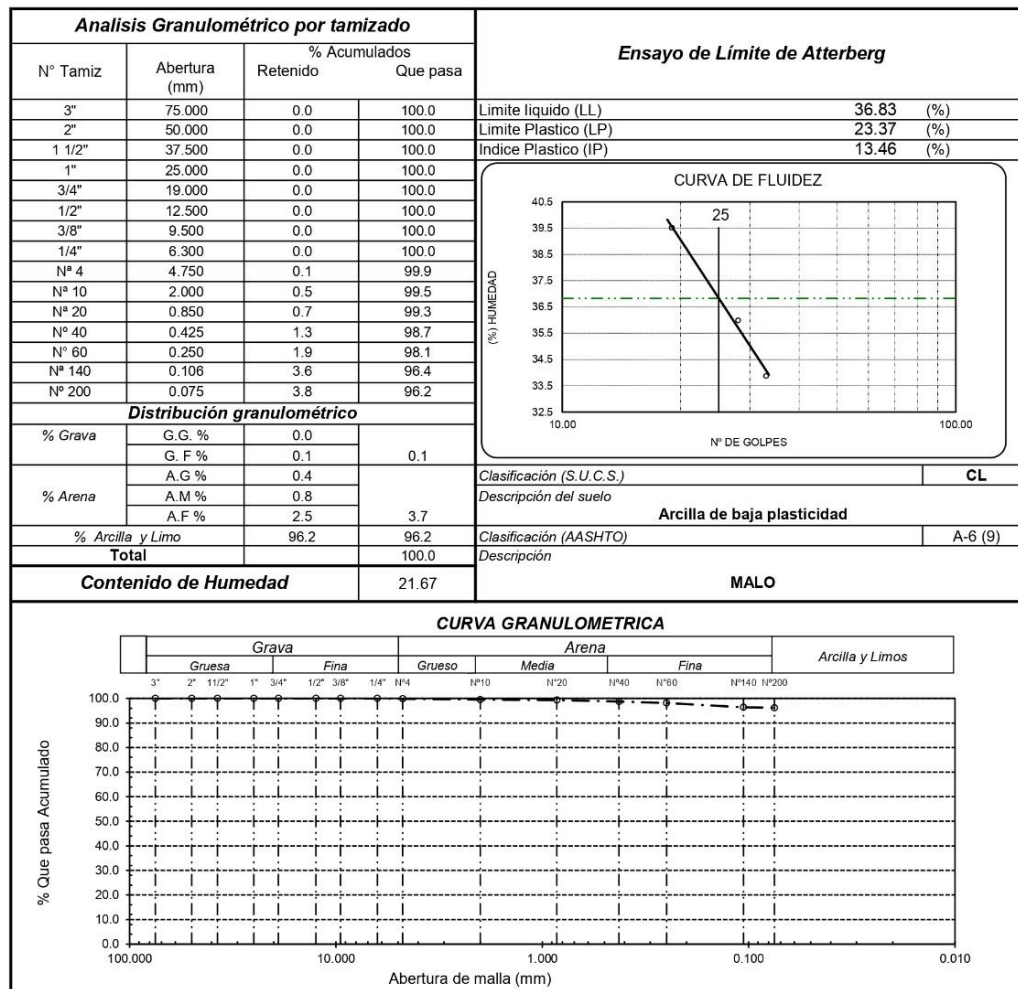 Analisis Granulométrico por tamizado
N° Tamiz Abertura (mm) % Acumulados
Retenido Que pasa
3" 75.000 0.0 100.0
2" 50.000 0.0 100.0
1 1/2" 37.500 0.0 100.0
1" 25.000 0.0 100.0
3/4" 19.000 0.0 100.0
1/2" 12.500 0.0 100.0
3/8" 9.500 0.0 100.0
1/4" 6.300 0.0 100.0
Nª 4 4.750 0.1 99.9
Nª 10 2.000 0.5 99.5
Nª 20 0.850 0.7 99.3
Nº 40 0.425 1.3 98.7
N° 60 0.250 1.9 98.1
Nª 140 0.106 3.6 96.4
Nº 200 0.075 3.8 96.2
Distribución granulométrico
% Grava G.G. % 0.0
G. F % 0.1 0.1
A.G % 0.4
% Arena A.M % 0.8
A.F % 2.5 3.7
% Arcilla y Limo 96.2 96.2
Total 100.0
Contenido de Humedad 21.67
Ensayo de Límite de Atterberg
Limite liquido (LL) 36.83 (%)
Limite Plastico (LP) 23.37 (%)
Indice Plastico (IP) 13.46 (%)
CURVA DE FLUIDEZ
25
(%) HUMEDAD
40.5
39.5
38.5
37.5
36.5
35.5
34.5
33.5
32.5
10.00 100.00
Nº DE GOLPES
Clasificación (S.U.C.S.) CL
Descripción del suelo
Arcilla de baja plasticidad
Clasificación (AASHTO) A-6 (9)
Descripción
MALO
CURVA GRANULOMETRICA
Grava Arena Arcilla y Limos
Gruesa Fina Grueso Media Fina
3" 2" 11/2" 1" 3/4" 1/2" 3/8" 1/4" Nº4 Nº10 Nº20 Nº40 Nº60 Nº140 Nº200
% Que pasa Acumulado
100.0
90.0
80.0
70.0
60.0
50.0
40.0
30.0
20.0
10.0
0.0
100.000 10.000 1.000 0.100 0.010
Abertura de malla (mm)